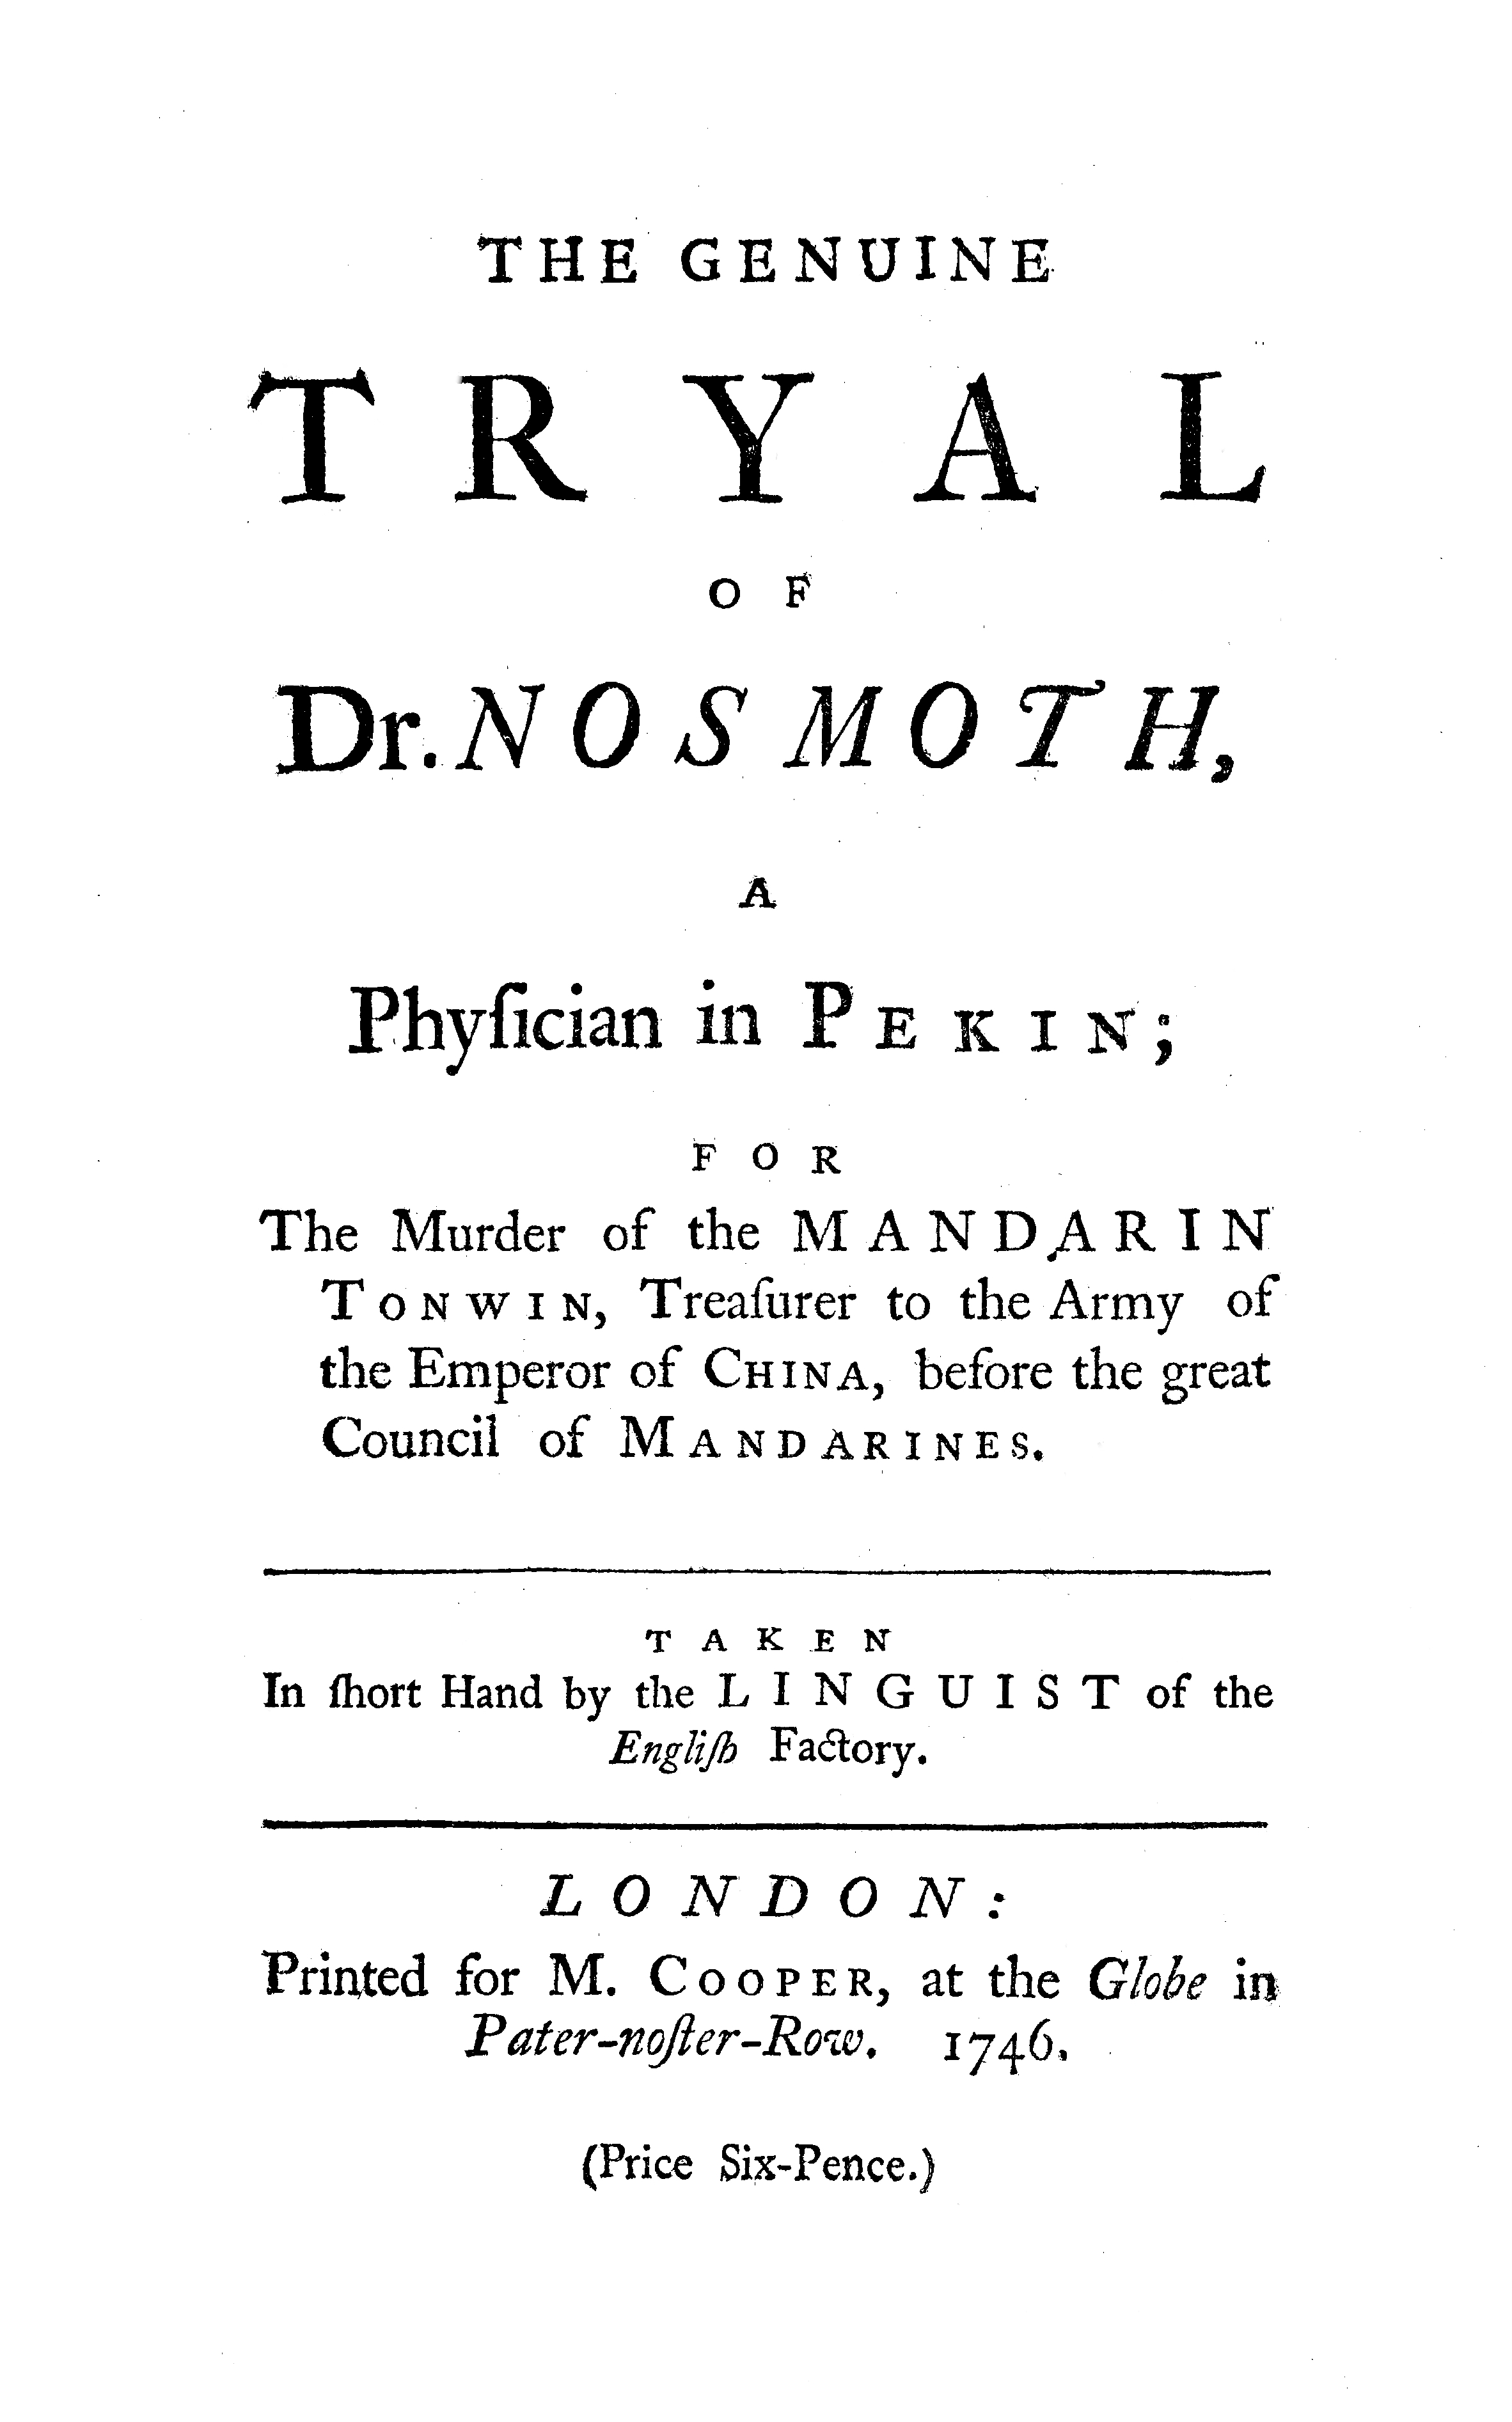 THE GENUINE
TRYAL
OF
Dr. NOSMOTH,
A
Phyſician in PEKIN;
FOR
The Murder of the MANDARIN
TONWIN, Treaſurer to the Army of
the Emperor of CHINA, before the great
Council of MANDARINES.
TAKEN
In ſhort Hand by the LINGUIST of the
Engliſh Factory.
LONDON:
Printed for M. COOPER, at the Globe in
Pater-noſter-Row. 1746.
(Price Six-Pence.)